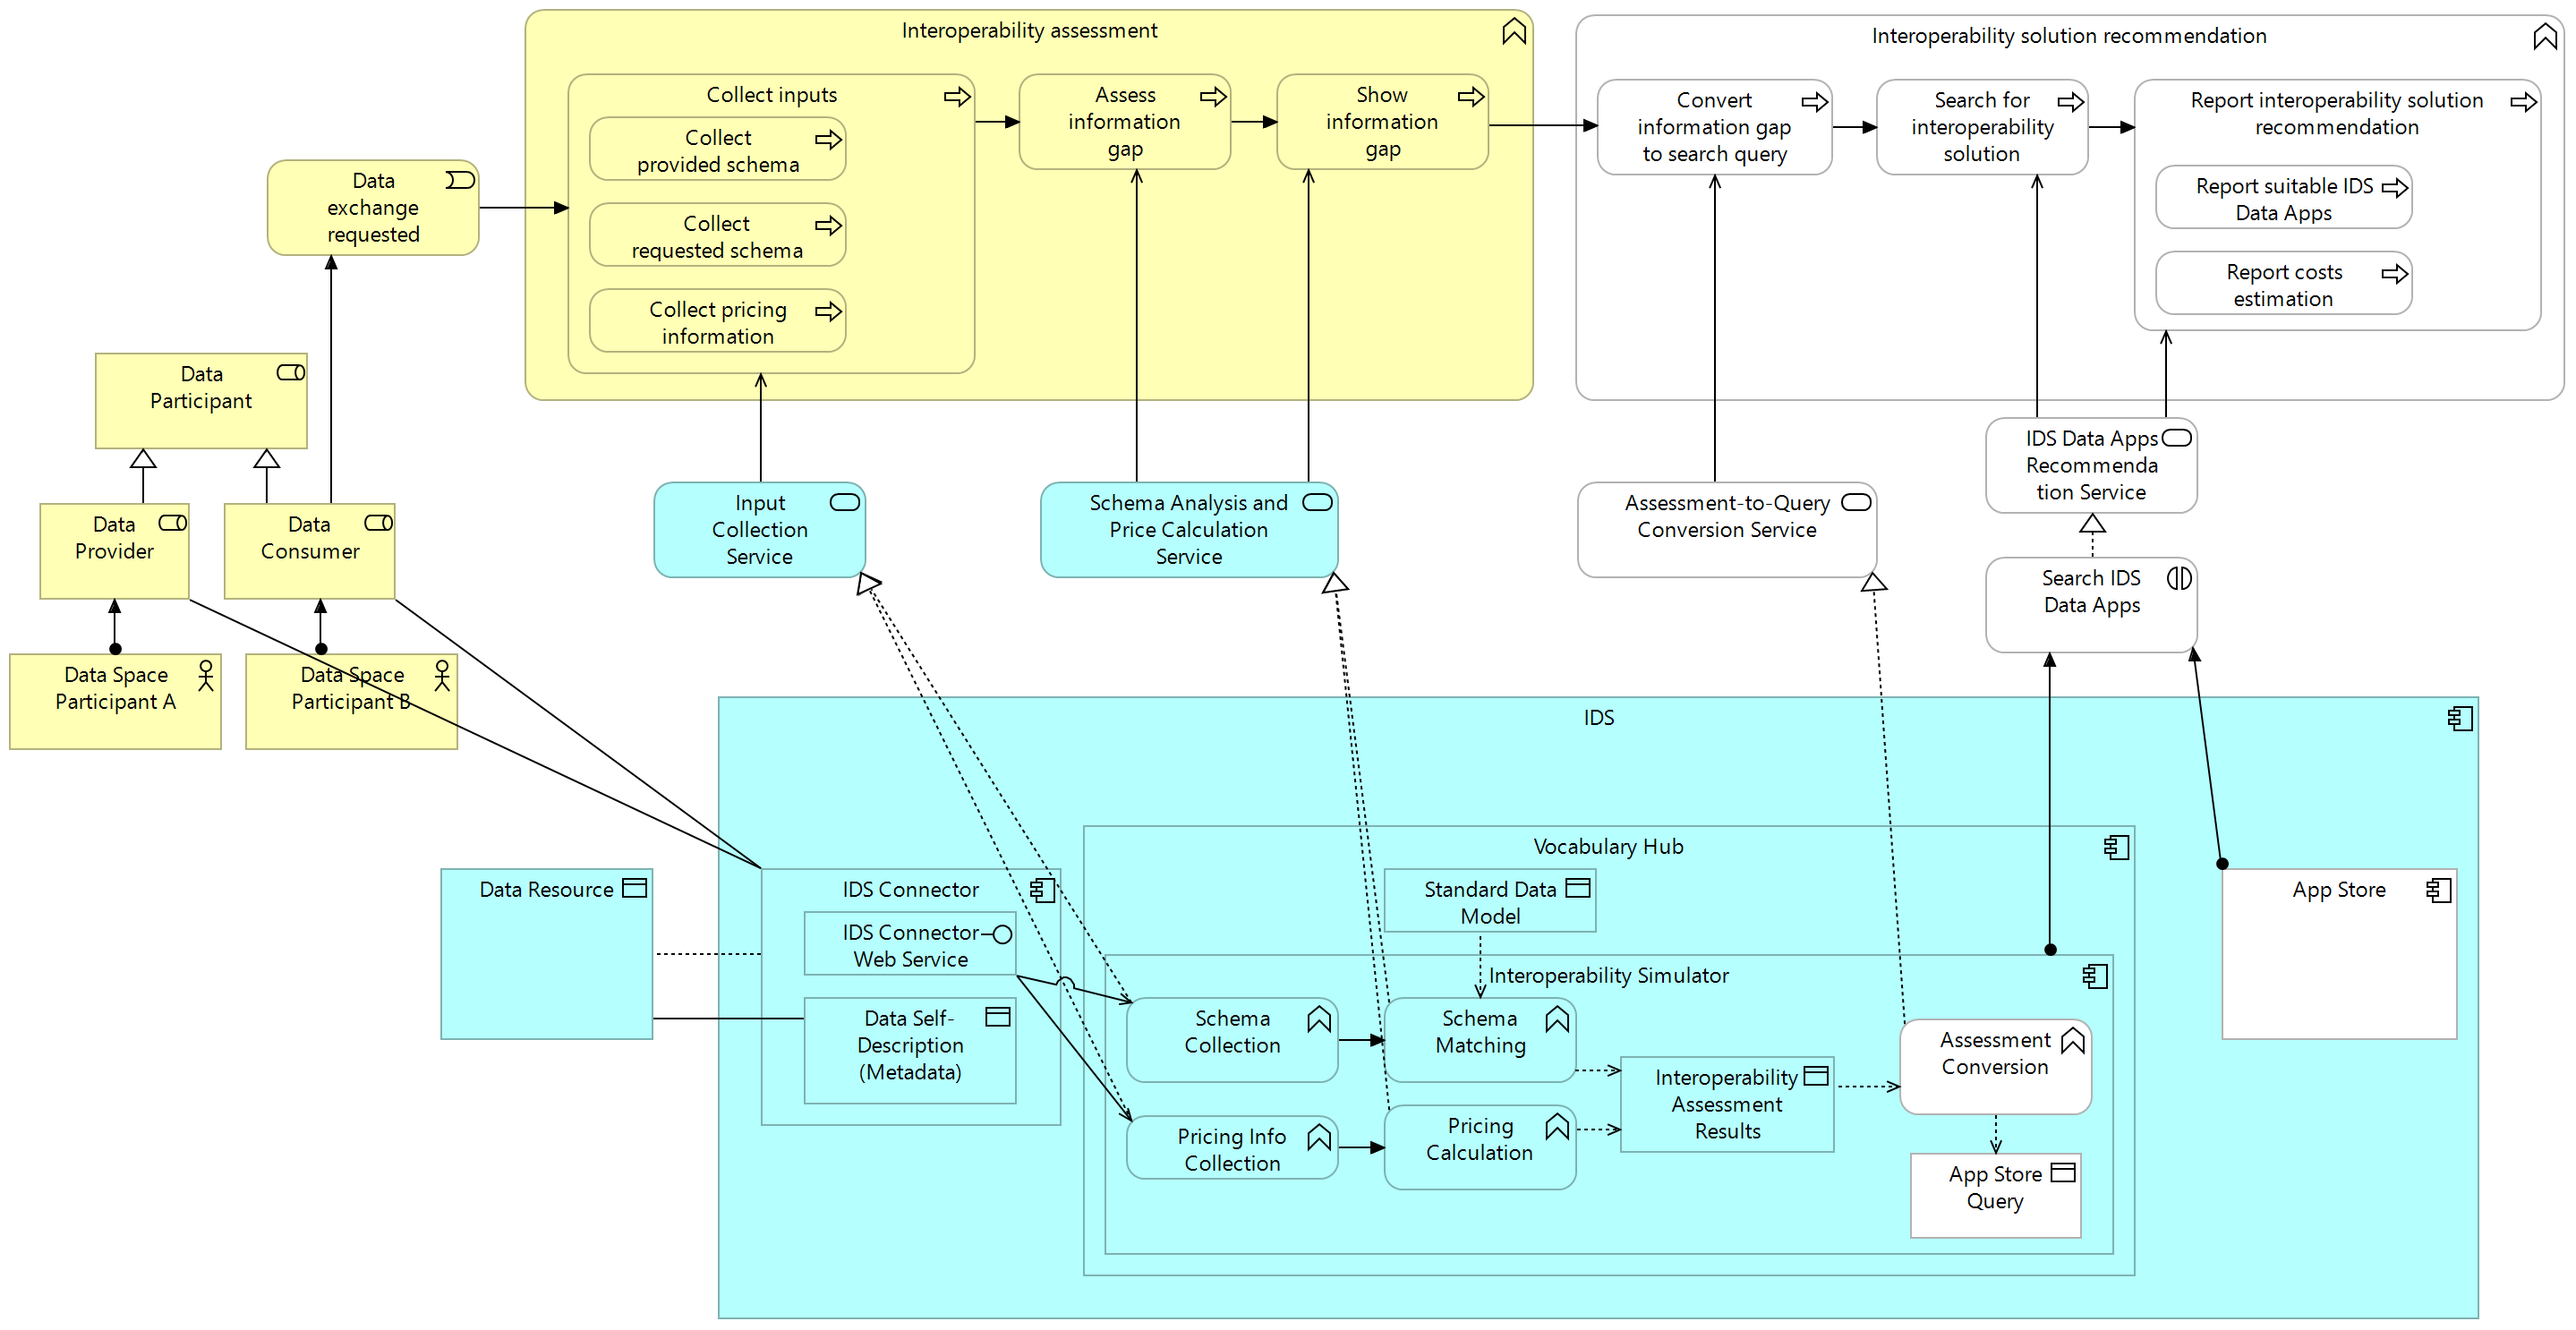 Interoperability assessment
Collect inputs
Collect
provided schema
Collect
requested schema
Collect pricing
information
Assess
information
gap
Show
information
gap
Interoperability solution recommendation
Convert
information gap
to search query
Search for
interoperability
solution
Report interoperability solution
recommendation
Report suitable IDS
Data Apps
Report costs
estimation
Data
exchange
requested
Data
Participant
Data
Provider
Data
Consumer
Data Space
Participant A
Data Space
Participant B
Input
Collection
Service
Schema Analysis and
Price Calculation
Service
Assessment-to-Query
Conversion Service
IDS Data Apps
Recommenda
tion Service
Search IDS
Data Apps
IDS
Data Resource
IDS Connector
IDS Connector
Web Service
Data Self-
Description
(Metadata)
Vocabulary Hub
Standard Data
Model
Interoperability Simulator
Schema
Collection
Schema
Matching
Pricing Info
Collection
Pricing
Calculation
Interoperability
Assessment
Results
Assessment
Conversion
App Store
Query
App Store